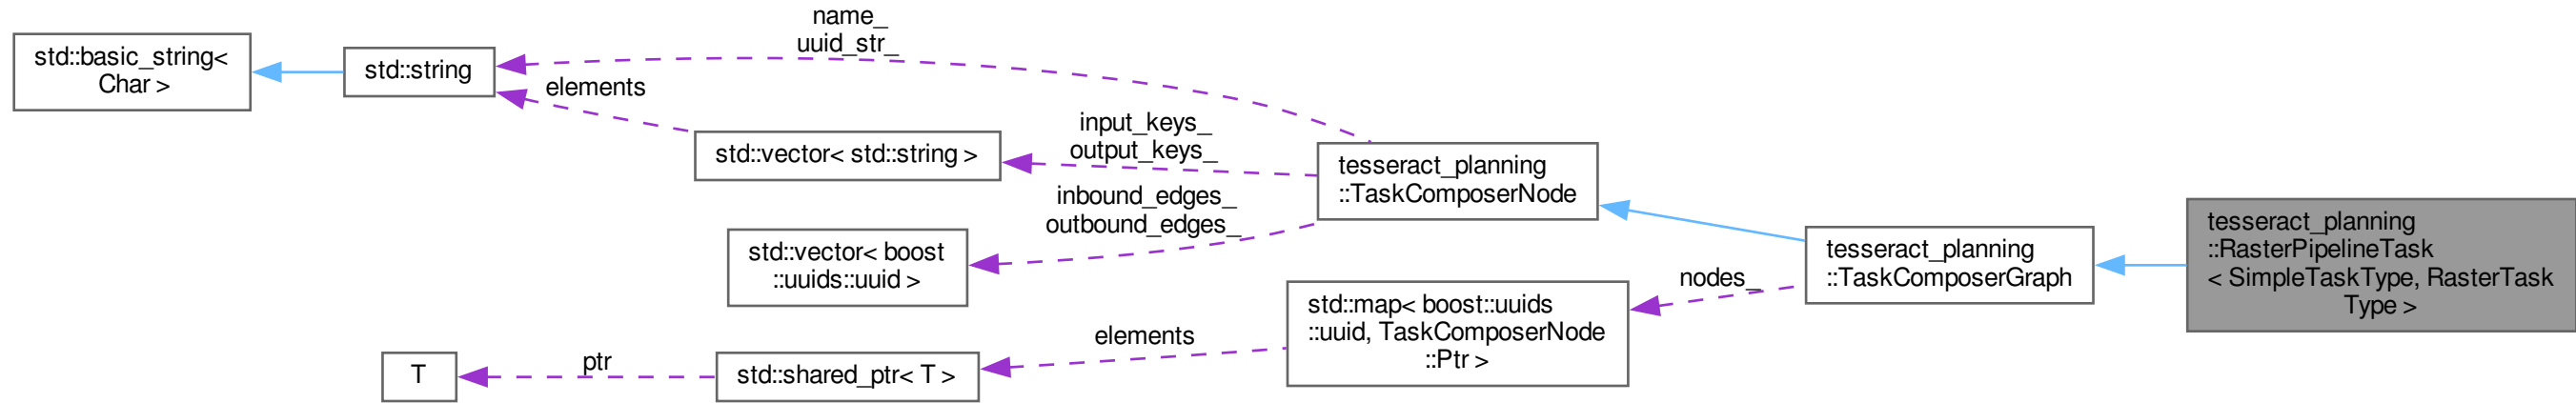 name_
uuid_str_
std::basic_string<
Char >
std::string
elements
std::vector< std::string >
input_keys_
output_keys_
inbound_edges_
outbound_edges_
std::vector< boost
::uuids::uuid >
tesseract_planning
::TaskComposerNode
tesseract_planning
::TaskComposerGraph
tesseract_planning
::RasterPipelineTask
< SimpleTaskType, RasterTask
Type >
nodes_
std::map< boost::uuids
::uuid, TaskComposerNode
::Ptr >
elements
std::shared_ptr< T >
ptr
T